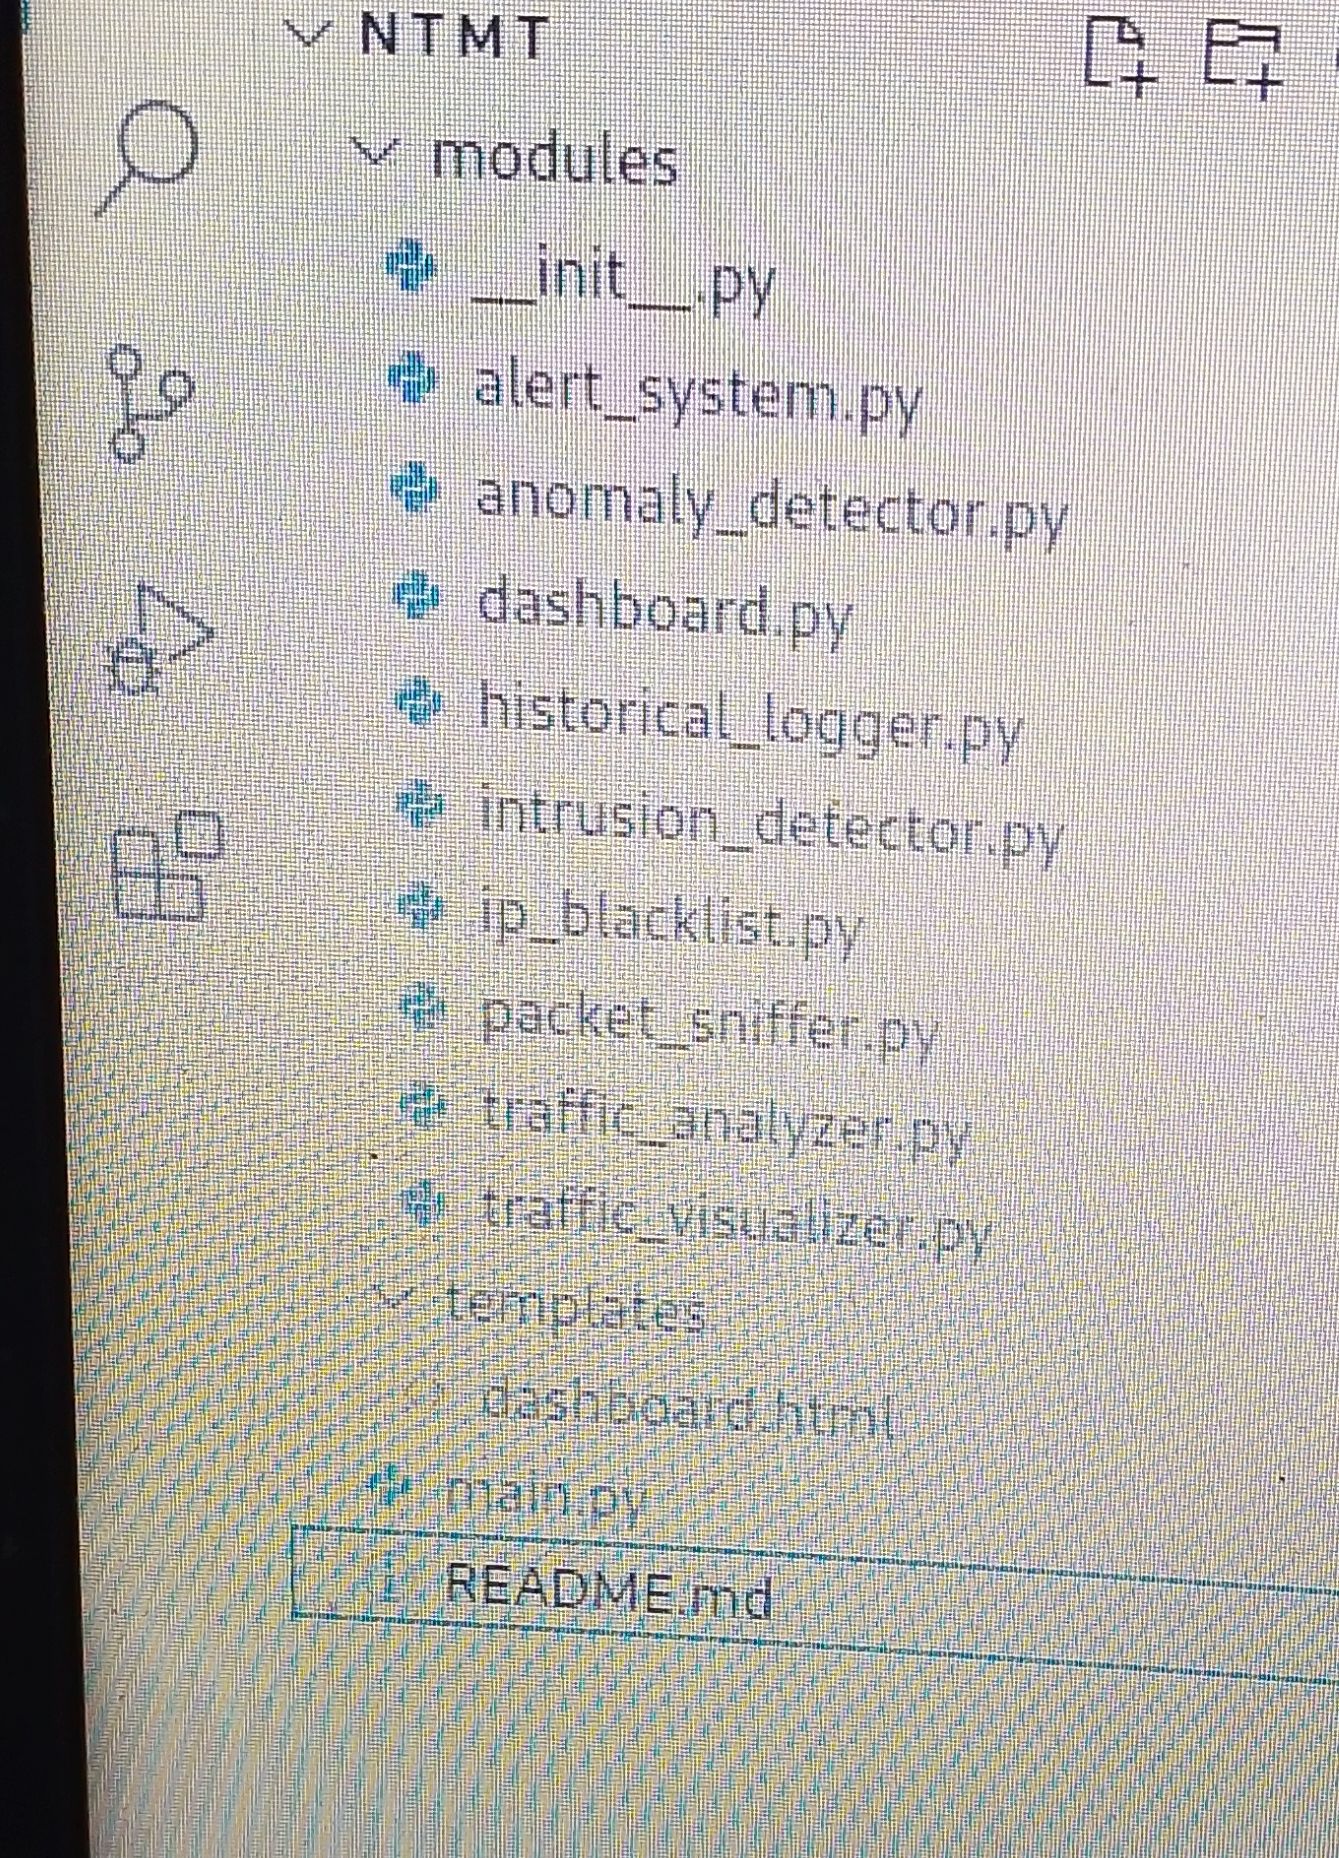 NTMT
modules
__init__.py
alert_system.py
anomaly_detector.py
dashboard.py
historical_logger.py
intrusion_detector.py
ip_blacklist.py
packet_sniffer.py
traffic_analyzer.py
traffic_visualizer.py
templates
dashboard.html
main.py
README.md